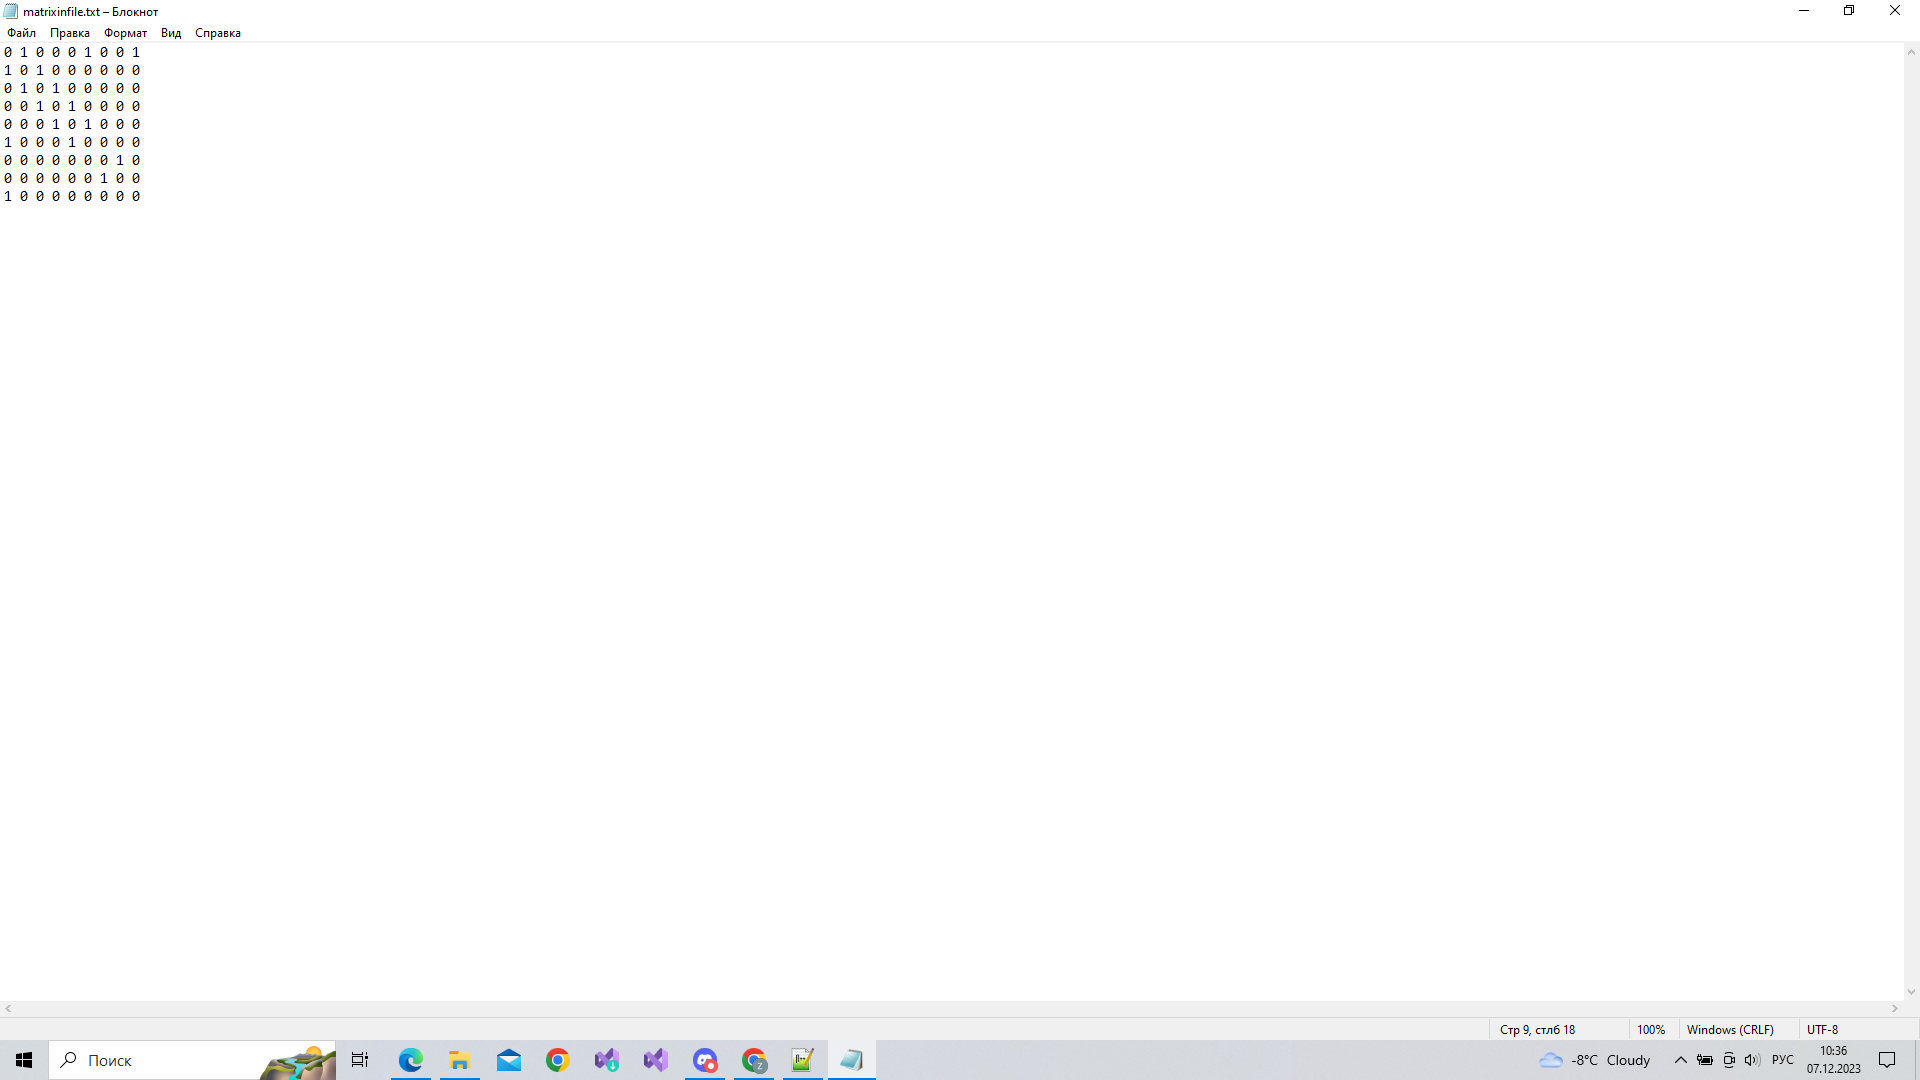 matrixinfile.txt – Блокнот
Файл Правка Формат Вид Справка
0 1 0 0 0 1 0 0 1
1 0 1 0 0 0 0 0 0
0 1 0 1 0 0 0 0 0
0 0 1 0 1 0 0 0 0
0 0 0 1 0 1 0 0 0
1 0 0 0 1 0 0 0 0
0 0 0 0 0 0 0 1 0
0 0 0 0 0 0 1 0 0
1 0 0 0 0 0 0 0 0
Стр 9, стлб 18 100% Windows (CRLF) UTF-8
Поиск Z -8°C Cloudy РУС 10:36
07.12.2023